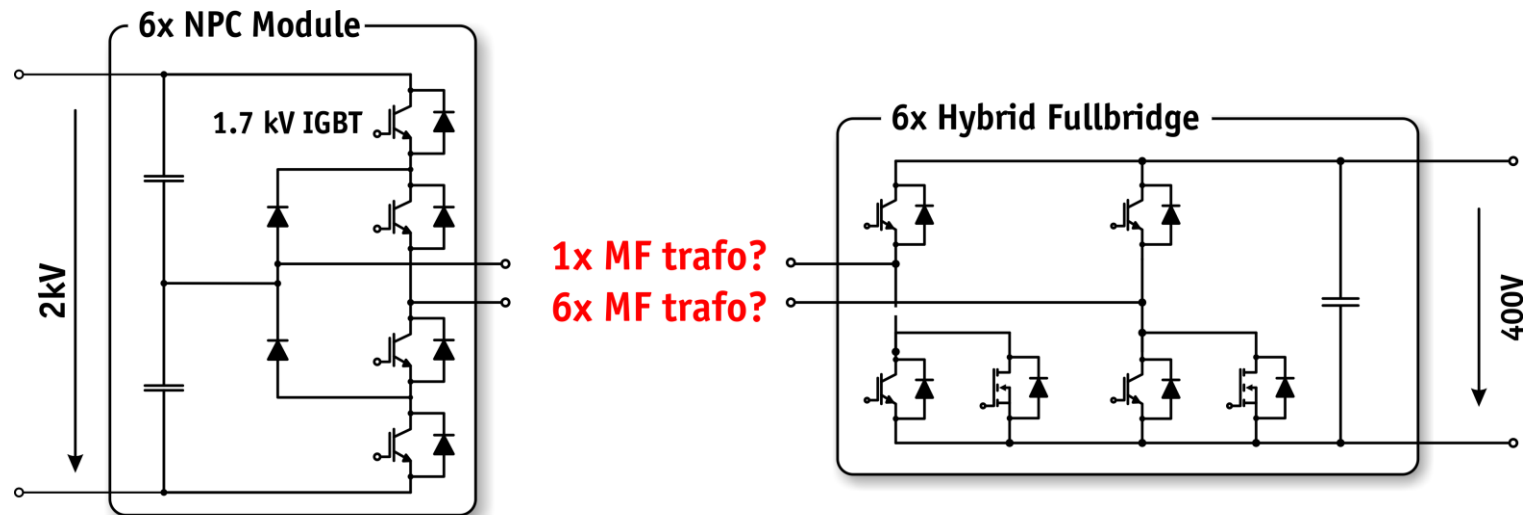 6x NPC Module
1.7 kV IGBT
2kV
1x MF trafo?
6x MF trafo?
6x Hybrid Fullbridge
400V